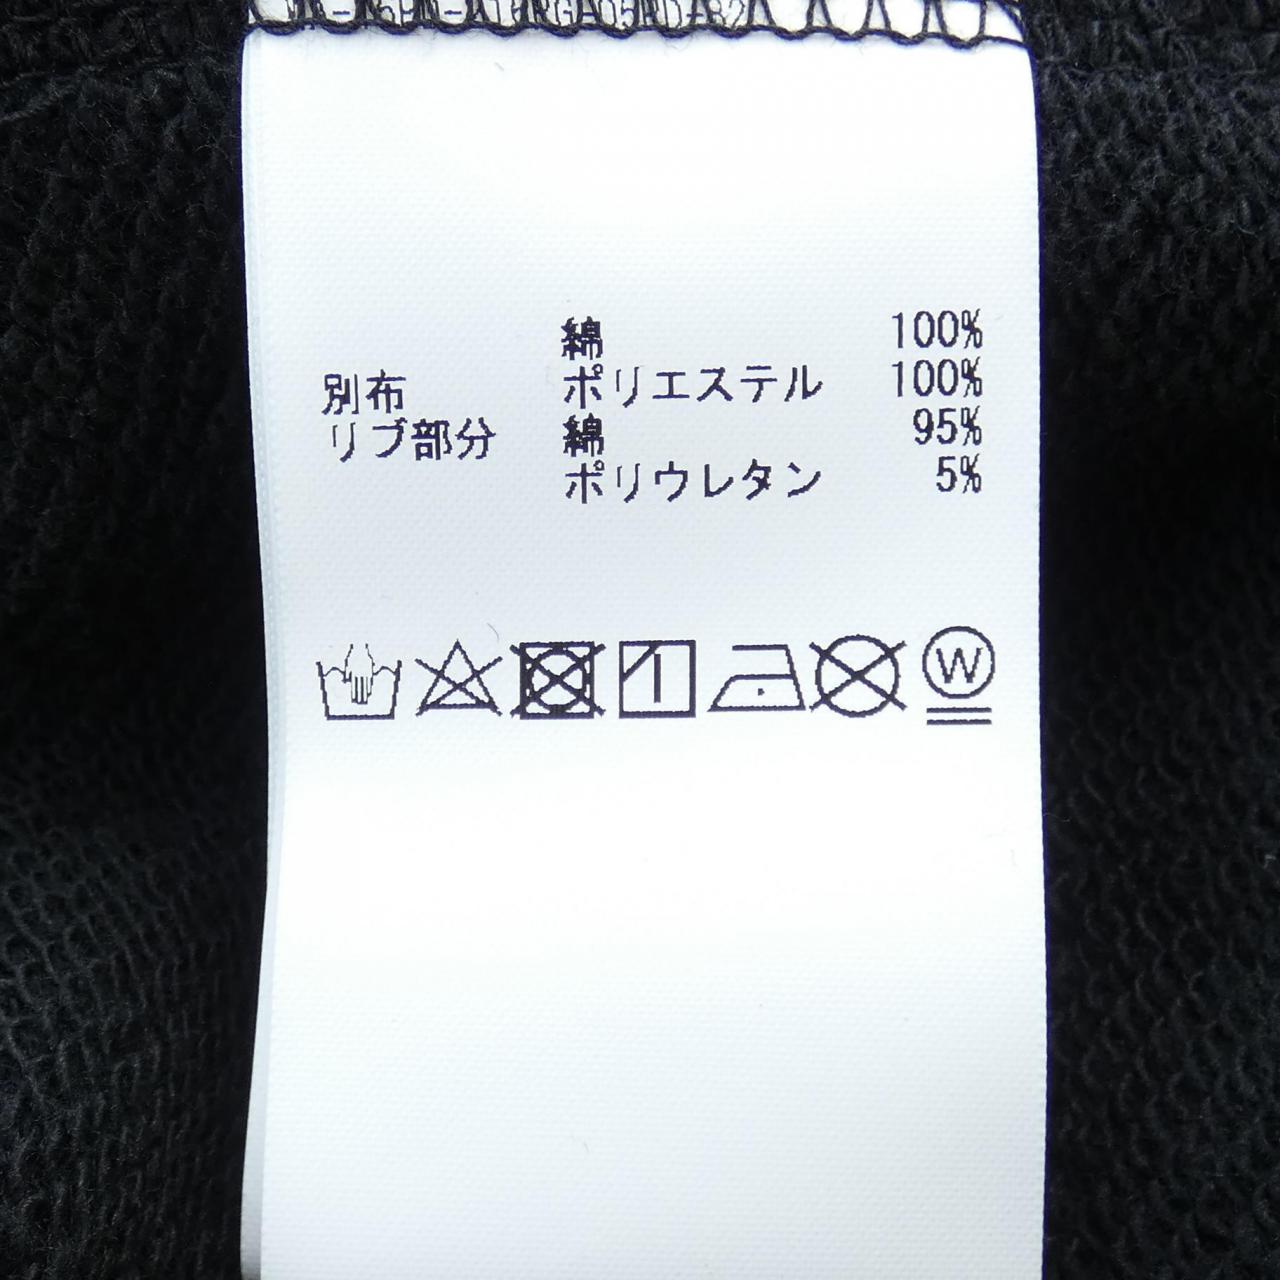 綿 100%
別布 ポリエステル 100%
リブ部分 綿 95%
ポリウレタン 5%
W